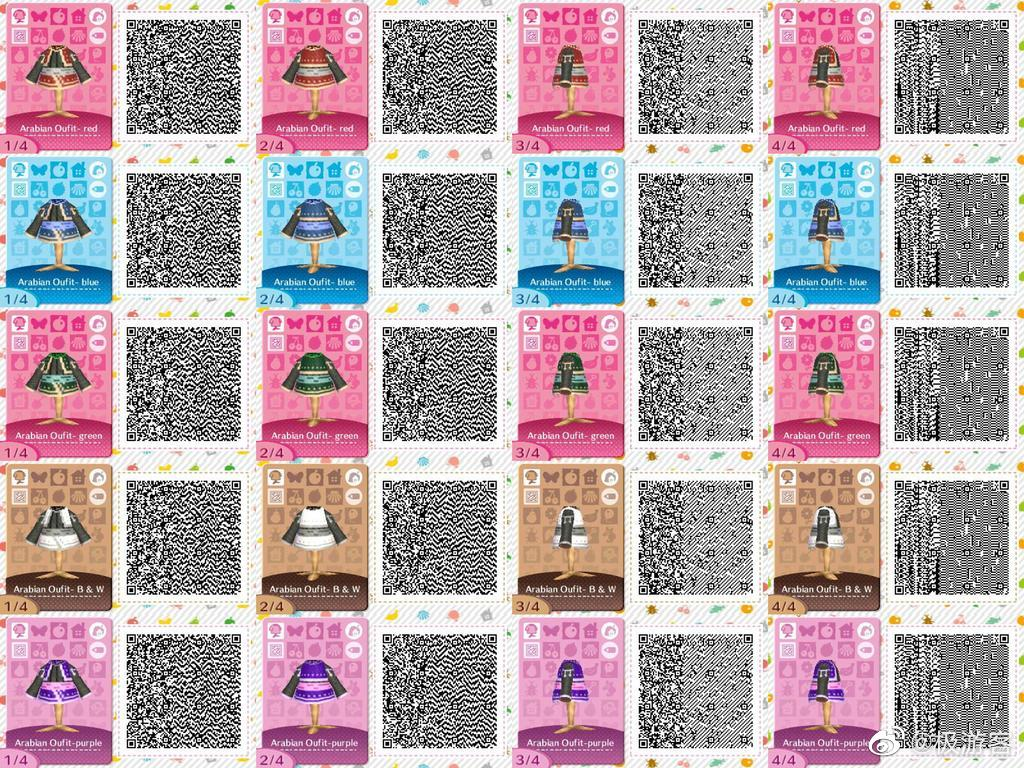 Arabian Oufit- red
1/4
Arabian Oufit- red
2/4
Arabian Oufit- red
3/4
Arabian Oufit- red
4/4
Arabian Oufit- blue
1/4
Arabian Oufit- blue
2/4
Arabian Oufit- blue
3/4
Arabian Oufit- blue
4/4
Arabian Oufit- green
1/4
Arabian Oufit- green
2/4
Arabian Oufit- green
3/4
Arabian Oufit- green
4/4
Arabian Oufit- B & W
1/4
Arabian Oufit- B & W
2/4
Arabian Oufit- B & W
3/4
Arabian Oufit- B & W
4/4
Arabian Oufit-purple
1/4
Arabian Oufit-purple
2/4
Arabian Oufit-purple
3/4
Arabian Oufit-purple
4/4
@极游客